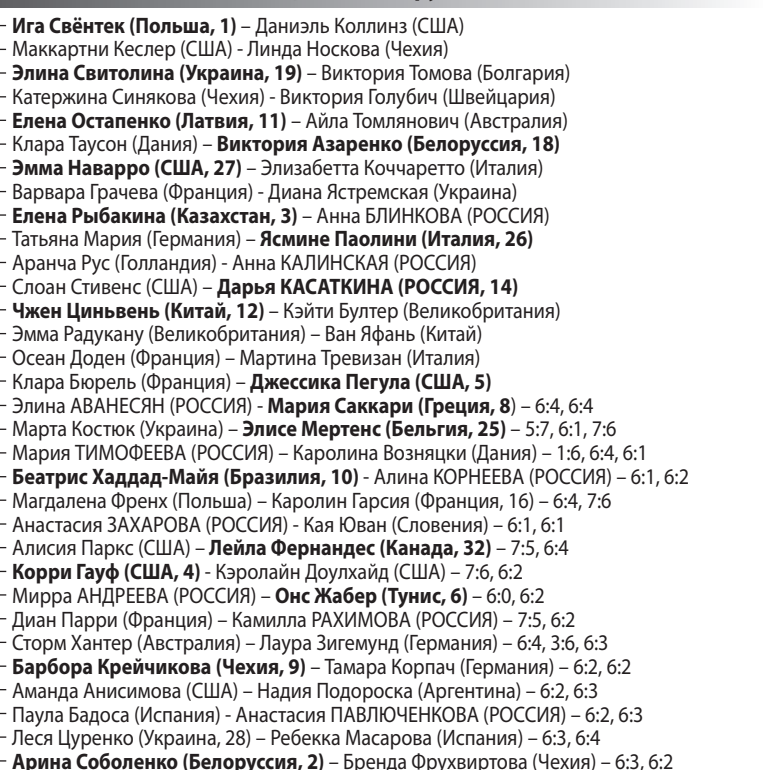 – Ига Свёнтек (Польша, 1) – Даниэль Коллинз (США)
– Маккартни Кеслер (США) - Линда Носкова (Чехия)
– Элина Свитолина (Украина, 19) – Виктория Томова (Болгария)
– Катержина Синякова (Чехия) - Виктория Голубич (Швейцария)
– Елена Остапенко (Латвия, 11) – Айла Томлянович (Австралия)
– Клара Таусон (Дания) – Виктория Азаренко (Белоруссия, 18)
– Эмма Наварро (США, 27) – Элизабетта Коччаретто (Италия)
– Варвара Грачева (Франция) - Диана Ястремская (Украина)
– Елена Рыбакина (Казахстан, 3) – Анна БЛИНКОВА (РОССИЯ)
– Татьяна Мария (Германия) – Ясмине Паолини (Италия, 26)
– Аранча Рус (Голландия) - Анна КАЛИНСКАЯ (РОССИЯ)
– Слоан Стивенс (США) – Дарья КАСАТКИНА (РОССИЯ, 14)
– Чжен Циньвень (Китай, 12) – Кэйти Бултер (Великобритания)
– Эмма Радукану (Великобритания) – Ван Яфань (Китай)
– Осеан Доден (Франция) – Мартина Тревизан (Италия)
– Клара Бюрель (Франция) – Джессика Пегула (США, 5)
– Элина АВАНЕСЯН (РОССИЯ) - Мария Саккари (Греция, 8) – 6:4, 6:4
– Марта Костюк (Украина) – Элисе Мертенс (Бельгия, 25) – 5:7, 6:1, 7:6
– Мария ТИМОФЕЕВА (РОССИЯ) – Каролина Возняцки (Дания) – 1:6, 6:4, 6:1
– Беатрис Хаддад-Майя (Бразилия, 10) - Алина КОРНЕЕВА (РОССИЯ) – 6:1, 6:2
– Магдалена Френх (Польша) – Каролин Гарсия (Франция, 16) – 6:4, 7:6
– Анастасия ЗАХАРОВА (РОССИЯ) - Кая Юван (Словения) – 6:1, 6:1
– Алисия Паркс (США) – Лейла Фернандес (Канада, 32) – 7:5, 6:4
– Корри Гауф (США, 4) - Кэролайн Доулхайд (США) – 7:6, 6:2
– Мирра АНДРЕЕВА (РОССИЯ) – Онс Жабер (Тунис, 6) – 6:0, 6:2
– Диан Парри (Франция) – Камилла РАХИМОВА (РОССИЯ) – 7:5, 6:2
– Сторм Хантер (Австралия) – Лаура Зигемунд (Германия) – 6:4, 3:6, 6:3
– Барбора Крейчикова (Чехия, 9) – Тамара Корпач (Германия) – 6:2, 6:2
– Аманда Анисимова (США) – Надия Подороска (Аргентина) – 6:2, 6:3
– Паула Бадоса (Испания) - Анастасия ПАВЛЮЧЕНКОВА (РОССИЯ) – 6:2, 6:3
– Леся Цуренко (Украина, 28) – Ребекка Масарова (Испания) – 6:3, 6:4
– Арина Соболенко (Белоруссия, 2) – Бренда Фрухвиртова (Чехия) – 6:3, 6:2